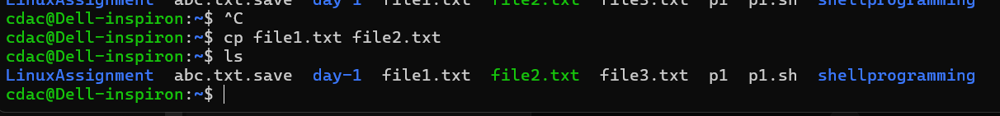 LinuxAssignment  abc.txt.save  day-1  file1.txt  file2.txt  file3.txt  p1  p1.sh  shellprogramming
cdac@Dell-inspiron:~$ ^C
cdac@Dell-inspiron:~$ cp file1.txt file2.txt
cdac@Dell-inspiron:~$ ls
LinuxAssignment  abc.txt.save  day-1  file1.txt  file2.txt  file3.txt  p1  p1.sh  shellprogramming
cdac@Dell-inspiron:~$